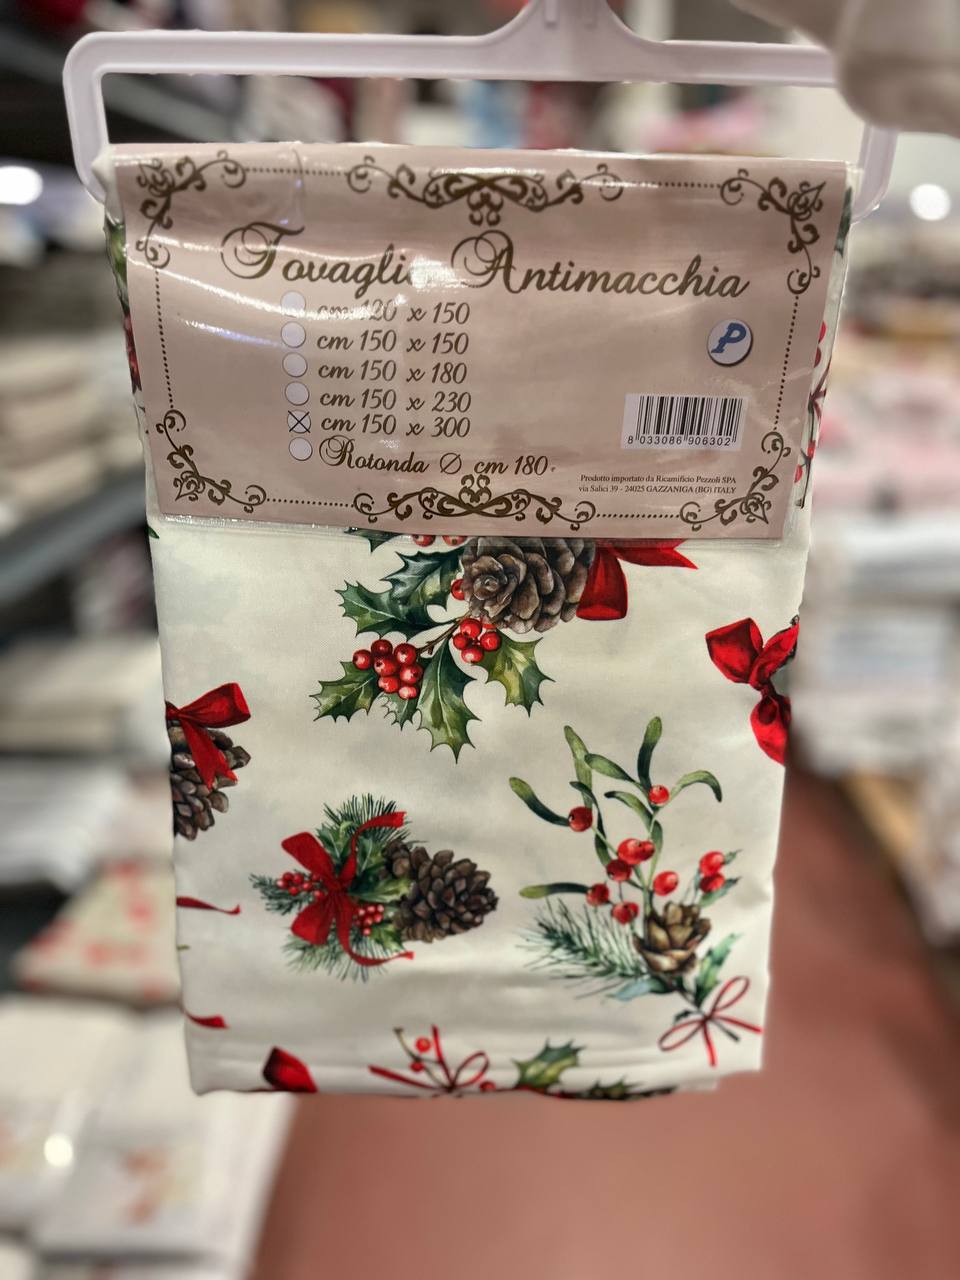 Tovaglia Antimacchia
cm 120 x 150
cm 150 x 150
cm 150 x 180
cm 150 x 230
cm 150 x 300
Rotonda Ø cm 180
P
8 033086 906302
Prodotto importato da Ricamificio Pezzoli SPA
via Salici 39 - 24025 GAZZANIGA (BG) ITALY